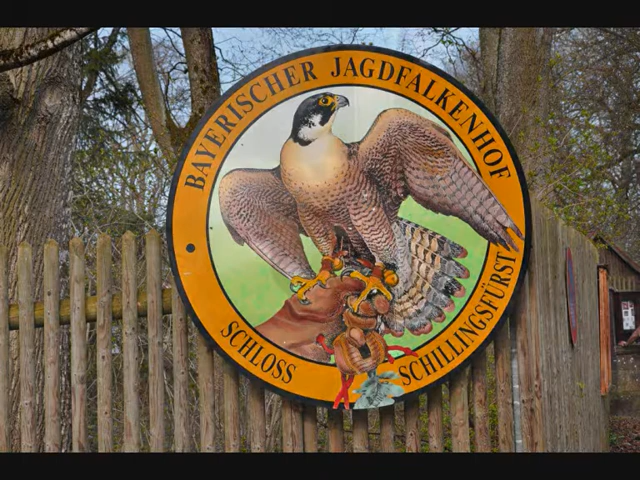 BAYERISCHER JAGDFALKENHOF
SCHLOSS SCHILLINGSFÜRST